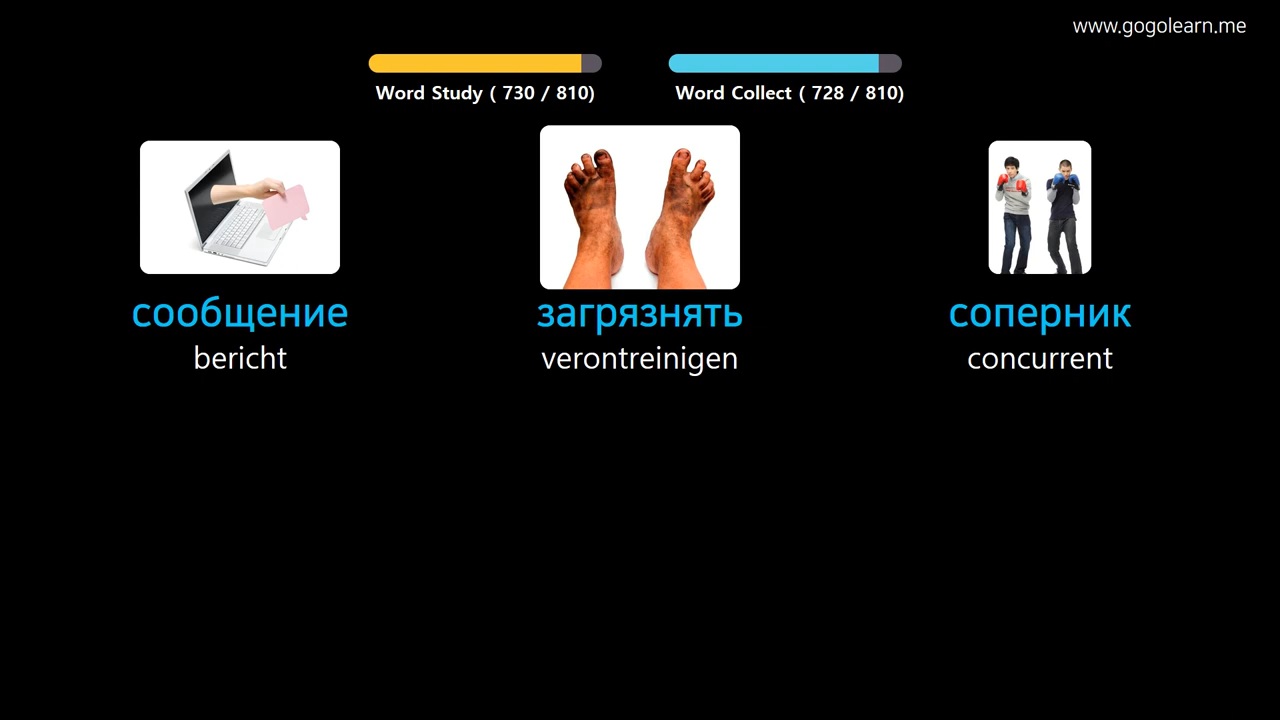 www.gogolearn.me
Word Study ( 730 / 810)
Word Collect ( 728 / 810)
сообщение
bericht
загрязнять
verontreinigen
соперник
concurrent